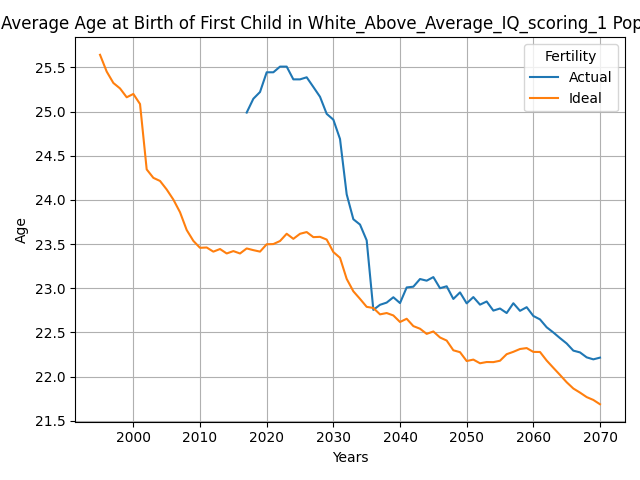 Average Age at Birth of First Child in White_Above_Average_IQ_scoring_1 Pop
Fertility
Actual
Ideal
25.5
25.0
24.5
24.0
23.5
23.0
22.5
22.0
21.5
Age
2000 2010 2020 2030 2040 2050 2060 2070
Years